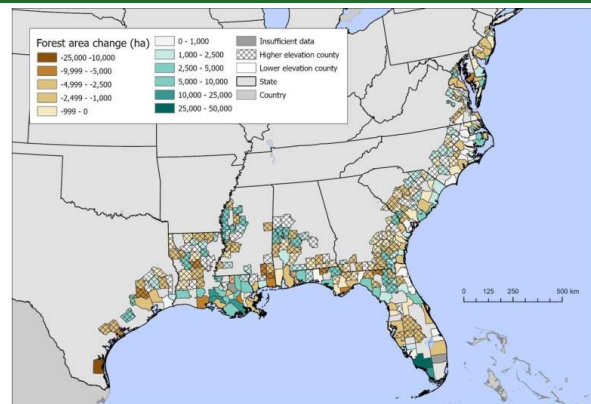 Forest area change (ha)
-25,000 -10,000
-9,999 - -5,000
-4,999 - -2,500
-2,499 - -1,000
-999 - 0
0 - 1,000
1,000 - 2,500
2,500 - 5,000
5,000 - 10,000
10,000 - 25,000
25,000 - 50,000
Insufficient data
Higher elevation county
Lower elevation county
State
Country
0 125 250 500 km